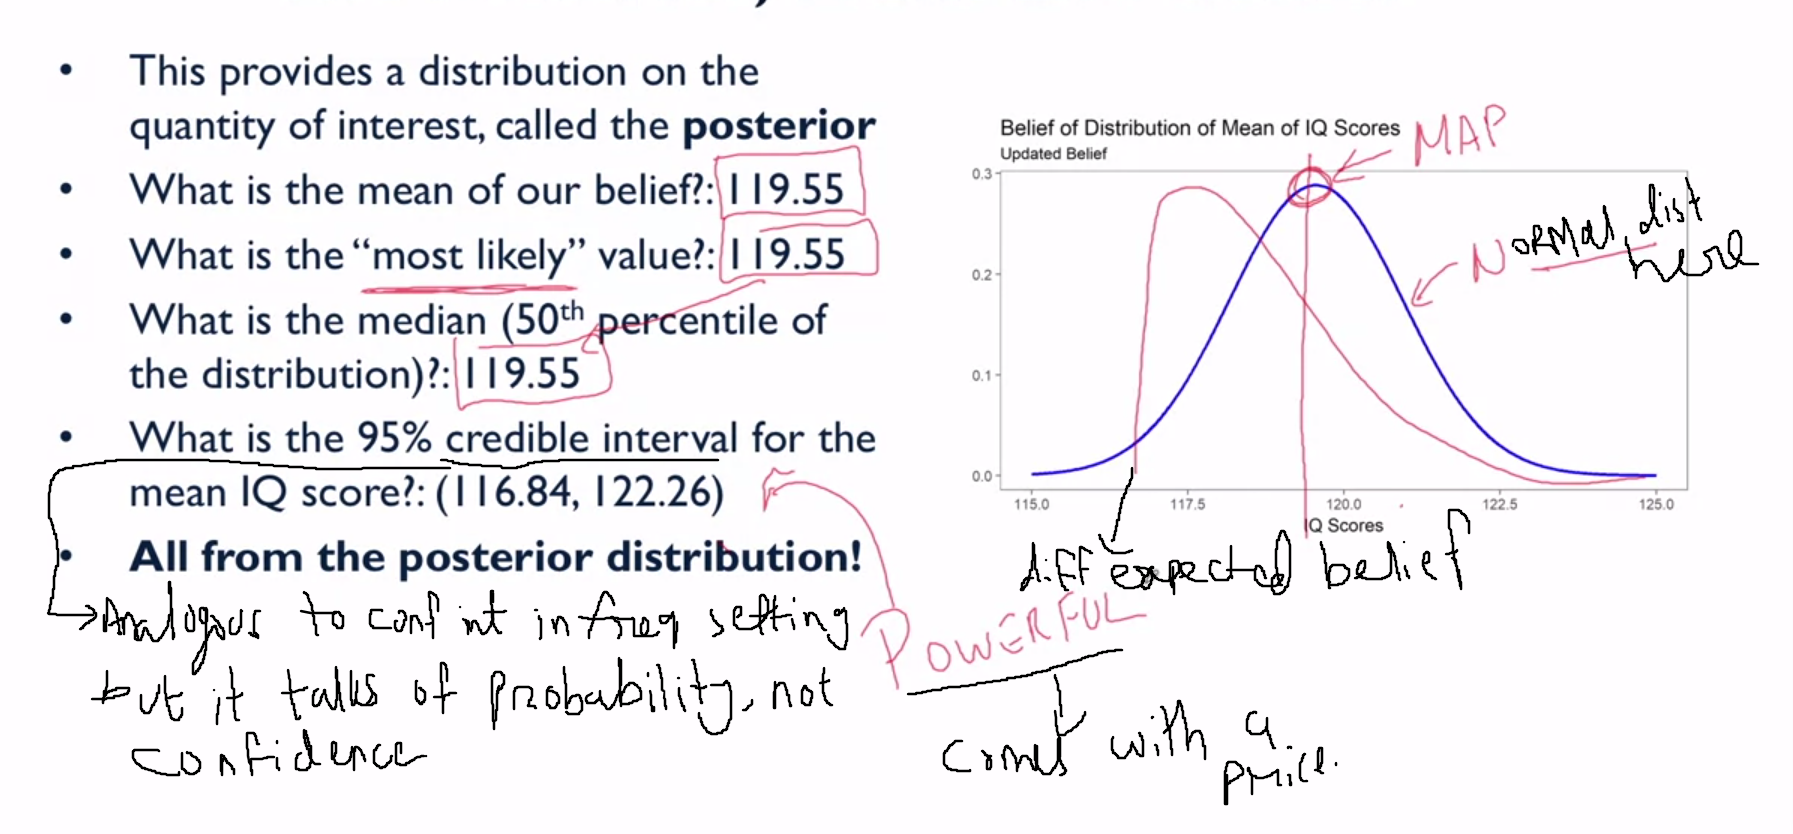 • This provides a distribution on the
quantity of interest, called the posterior
• What is the mean of our belief?: 119.55
• What is the “most likely” value?: 119.55
• What is the median (50th percentile of
the distribution)?: 119.55
• What is the 95% credible interval for the
mean IQ score?: (116.84, 122.26)
• All from the posterior distribution!
Analogous to conf int in freq setting
but it talks of probability, not
confidence
Belief of Distribution of Mean of IQ Scores
Updated Belief
MAP
0.3
0.2
0.1
0.0
115.0 117.5 120.0 122.5 125.0
IQ Scores
NORMAL dist
here
diff expected belief
POWERFUL
comes with a
price.